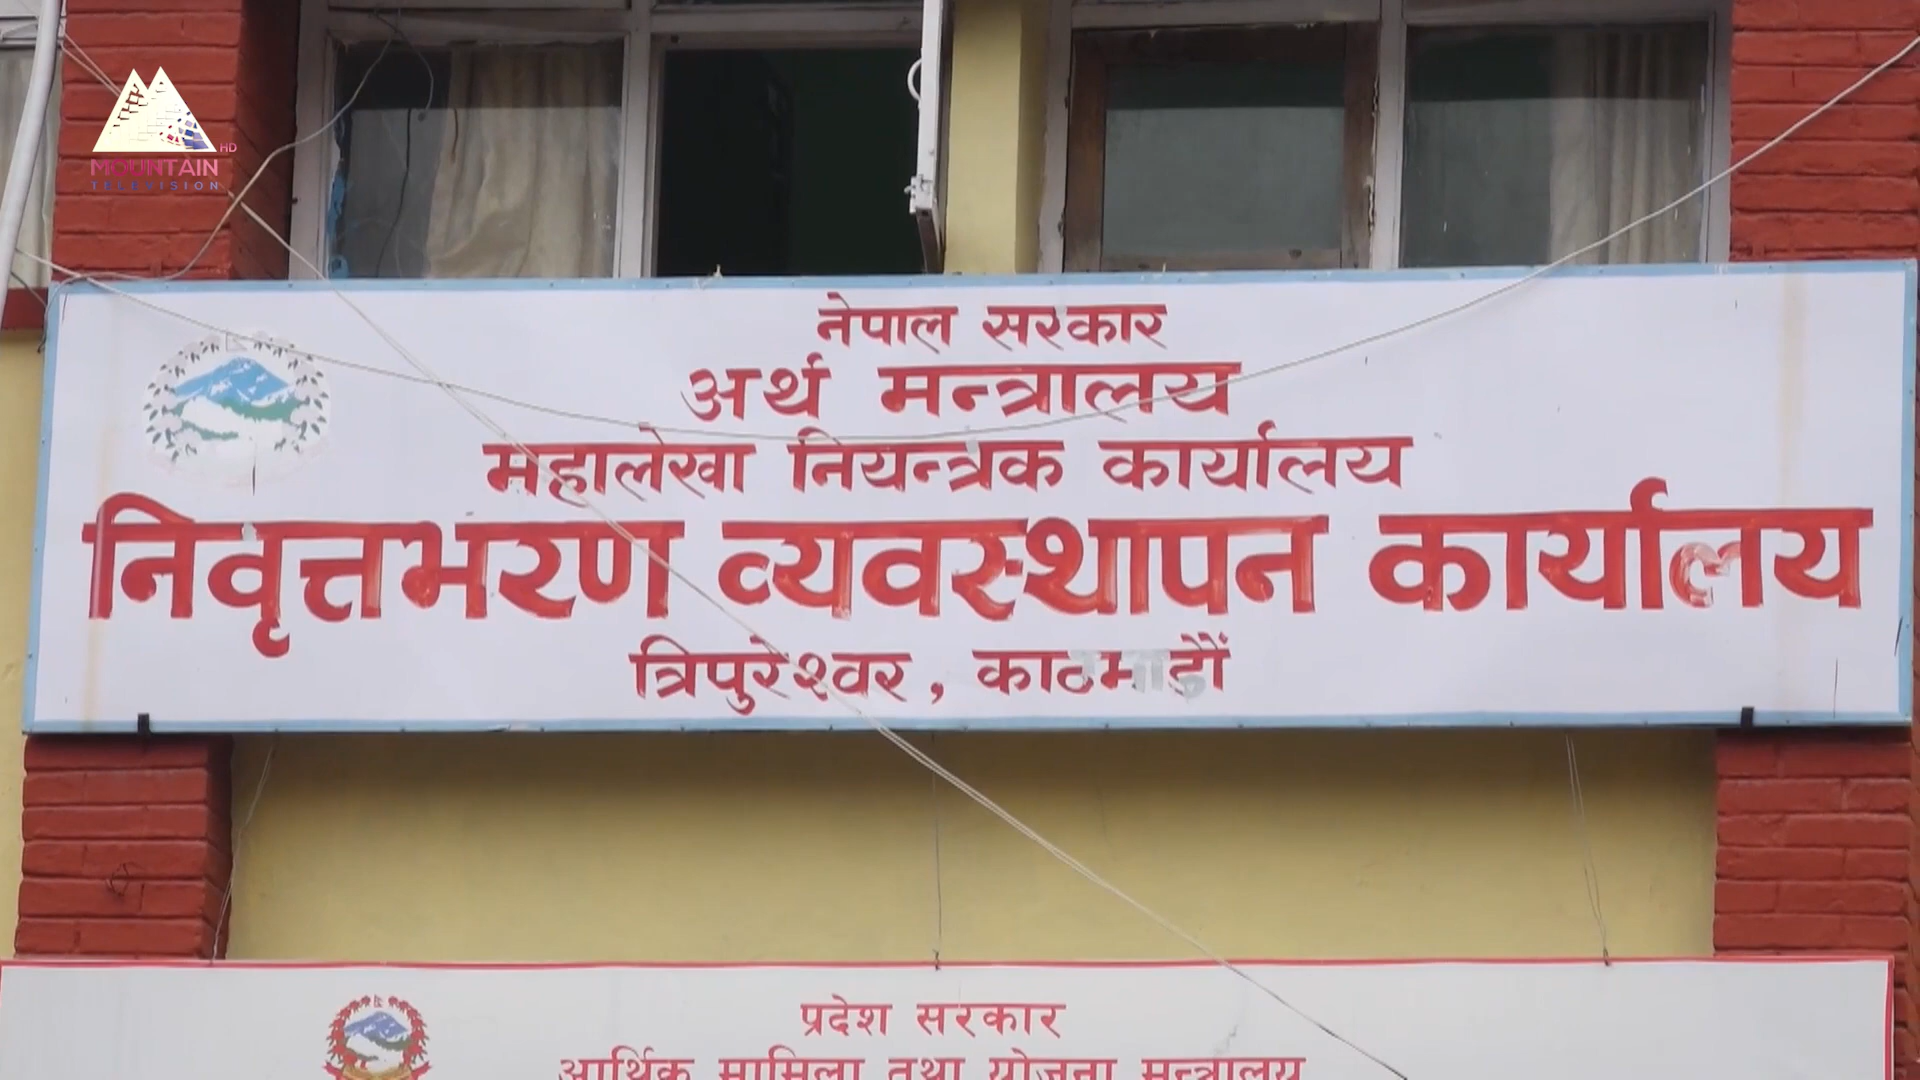 MOUNTAIN HD
TELEVISION
नेपाल सरकार
अर्थ मन्त्रालय
महालेखा नियन्त्रक कार्यालय
निवृत्तभरण व्यवस्थापन कार्यालय
त्रिपुरेश्वर, काठमाडौं
प्रदेश सरकार
आर्थिक मामिला तथा योजना मन्त्रालय